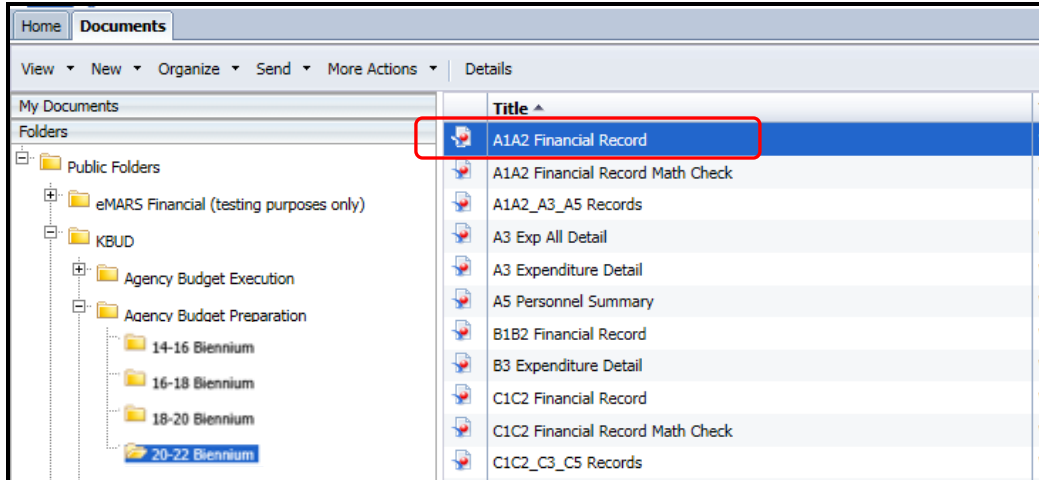 Home Documents
View New Organize Send More Actions Details
My Documents
Folders
Public Folders
eMARS Financial (testing purposes only)
KBUD
Agency Budget Execution
Agency Budget Preparation
14-16 Biennium
16-18 Biennium
18-20 Biennium
20-22 Biennium
Title
A1A2 Financial Record
A1A2 Financial Record Math Check
A1A2_A3_A5 Records
A3 Exp All Detail
A3 Expenditure Detail
A5 Personnel Summary
B1B2 Financial Record
B3 Expenditure Detail
C1C2 Financial Record
C1C2 Financial Record Math Check
C1C2_C3_C5 Records